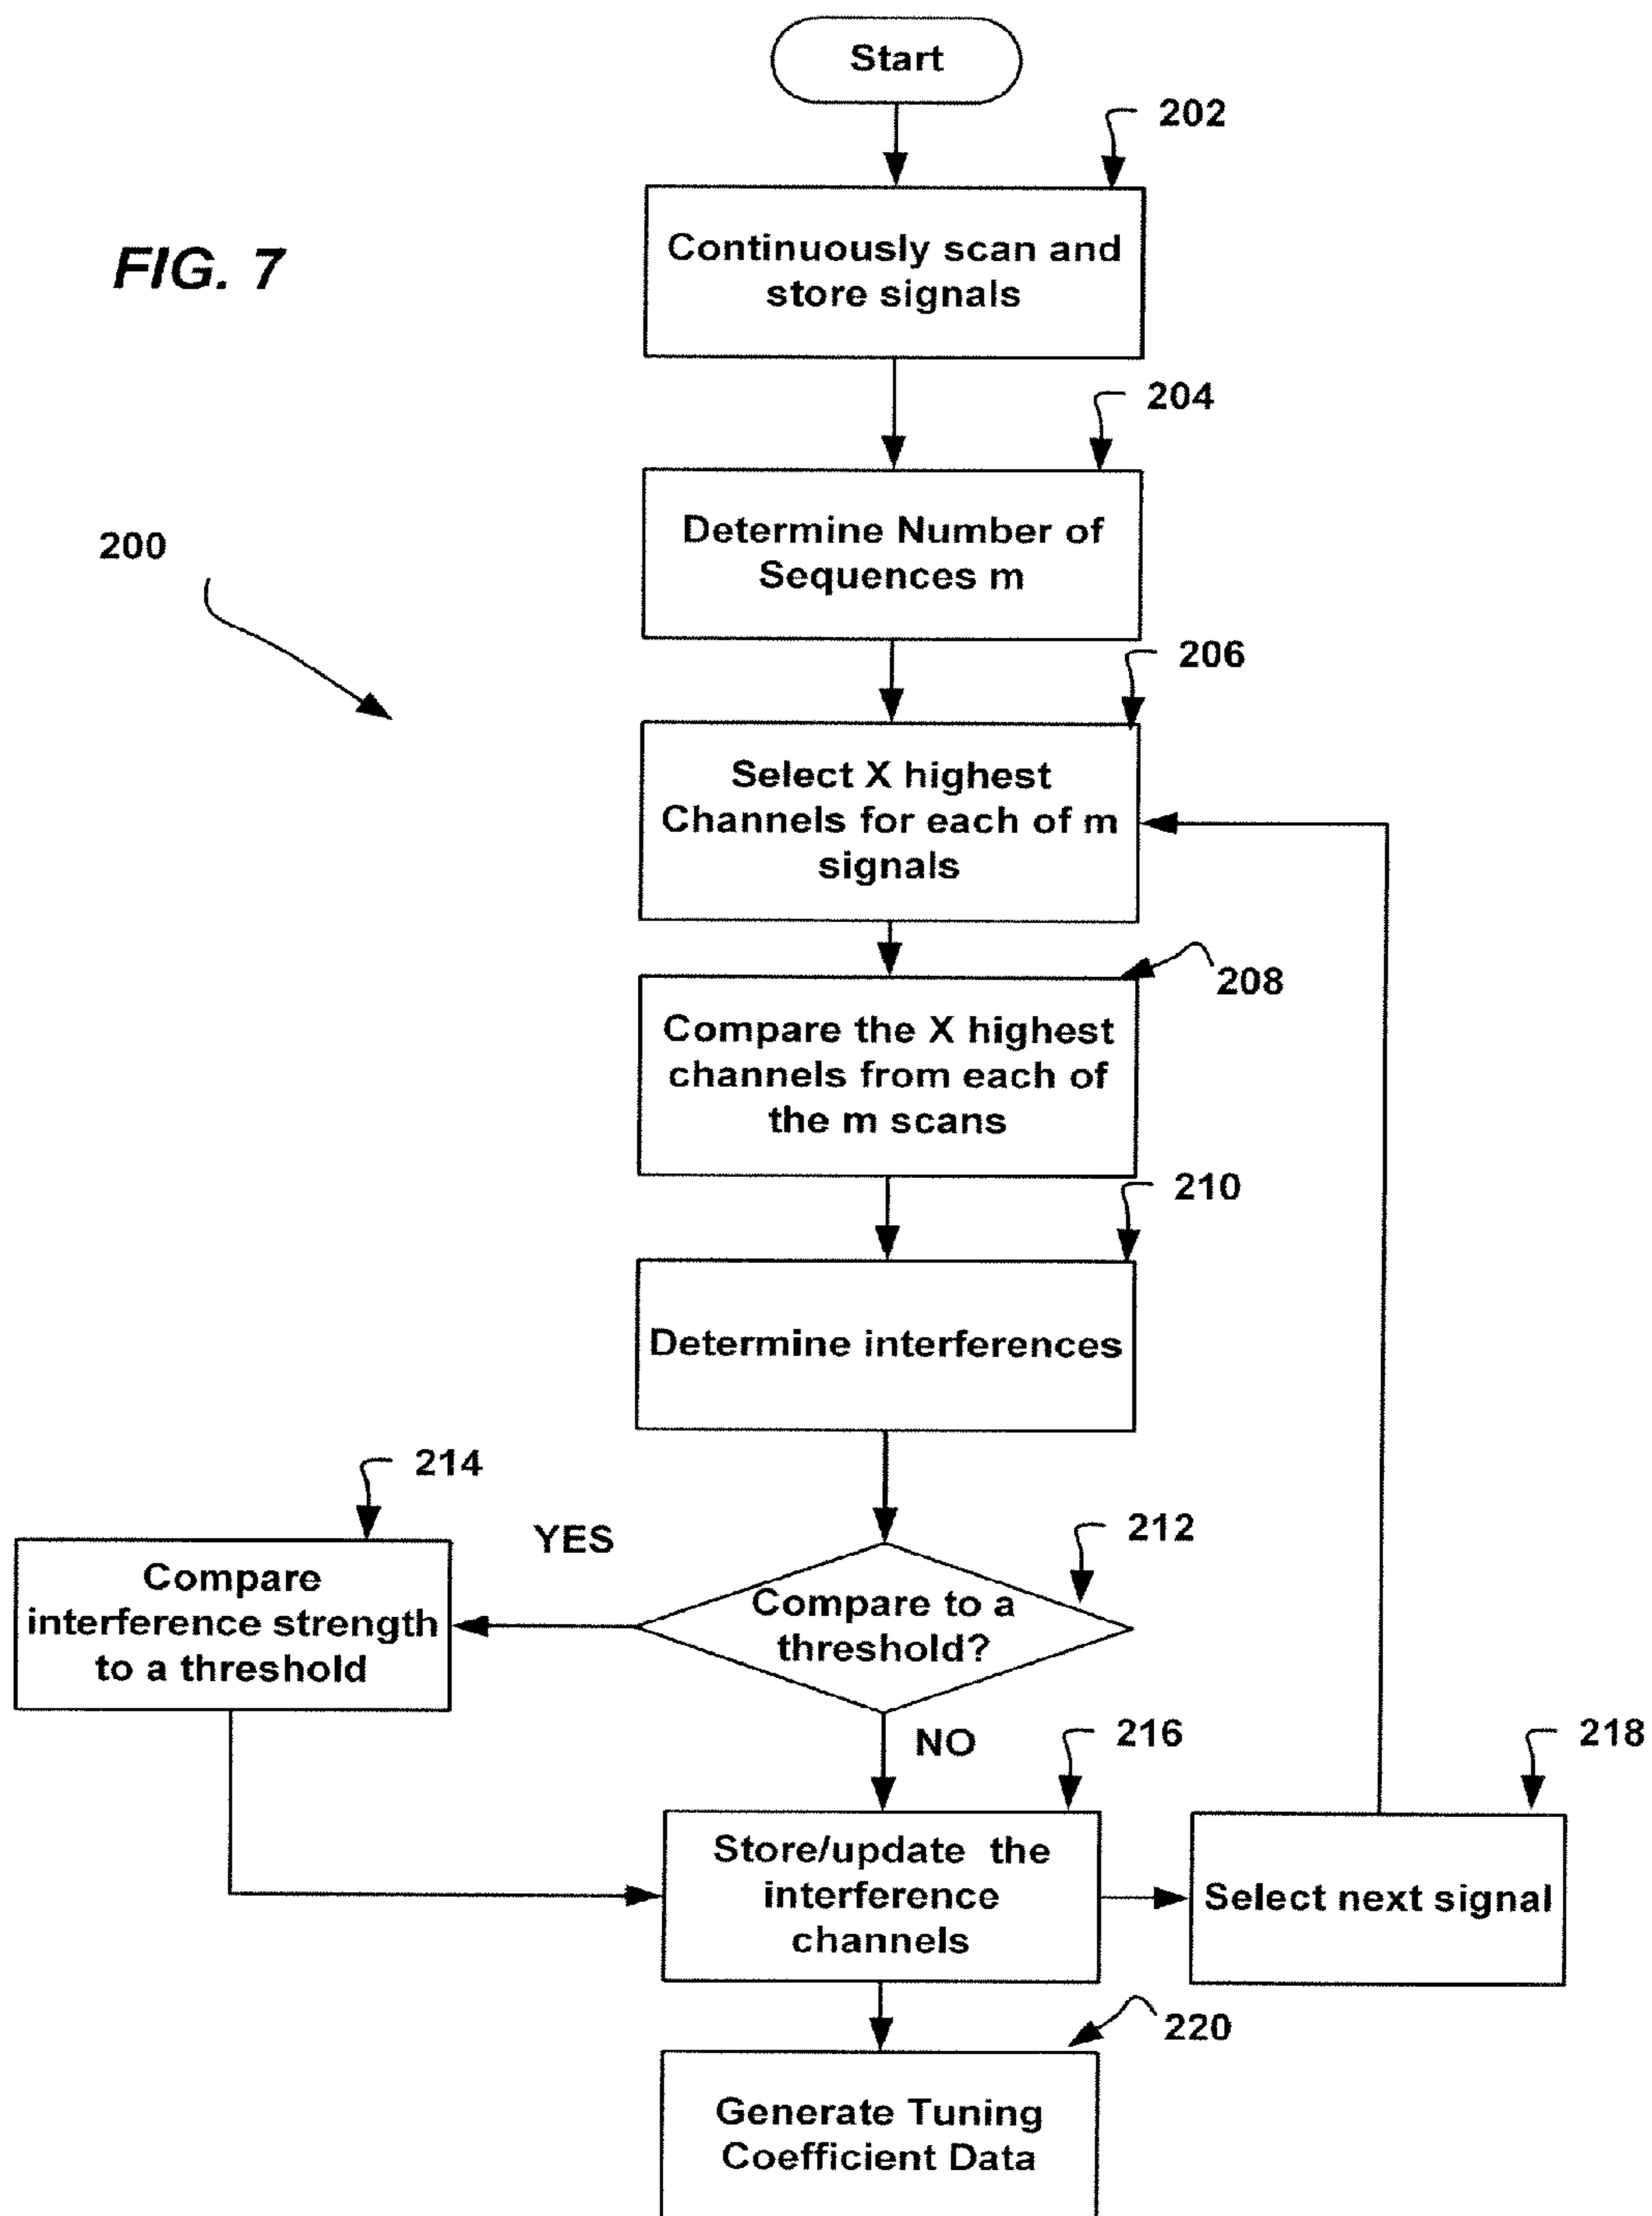 Start
202
Continuously scan and
store signals
FIG. 7
204
Determine Number of
Sequences m
200
206
Select X highest
Channels for each of m
signals
208
Compare the X highest
channels from each of
the m scans
210
Determine interferences
214
YES
212
Compare
interference strength
to a threshold
Compare to a
threshold?
NO
216
218
Store/update the
interference
channels
Select next signal
220
Generate Tuning
Coefficient Data